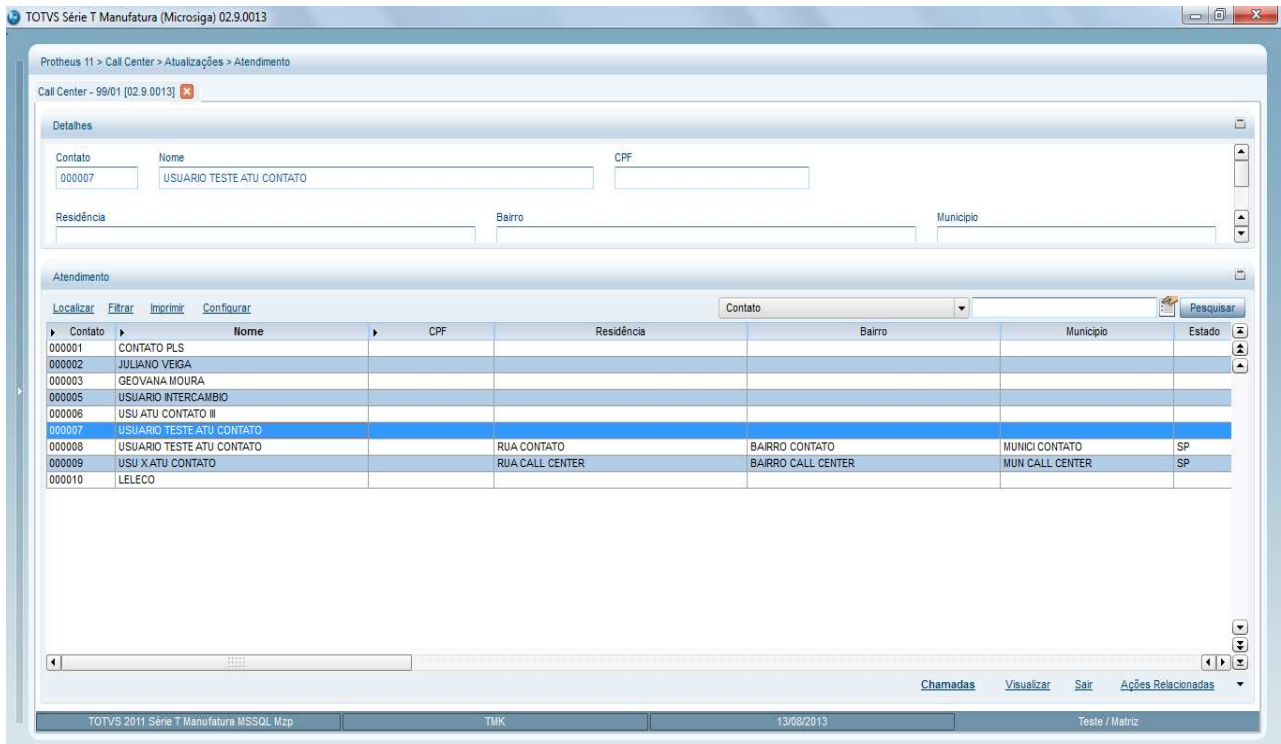 TOTVS Série T Manufatura (Microsiga) 02.9.0013
Protheus 11 > Call Center > Atualizações > Atendimento
Call Center - 99/01 [02.9.0013]
Detalhes
Contato Nome CPF
000007 USUARIO TESTE ATU CONTATO
Residência Bairro Municipio
Atendimento
Localizar Filtrar Imprimir Configurar Contato Pesquisar
Contato Nome CPF Residência Bairro Municipio Estado
000001 CONTATO PLS
000002 JULIANO VEIGA
000003 GEOVANA MOURA
000005 USUARIO INTERCAMBIO
000006 USU ATU CONTATO III
000007 USUARIO TESTE ATU CONTATO
000008 USUARIO TESTE ATU CONTATO RUA CONTATO BAIRRO CONTATO MUNICI CONTATO SP
000009 USU X ATU CONTATO RUA CALL CENTER BAIRRO CALL CENTER MUN CALL CENTER SP
000010 LELECO
Chamadas Visualizar Sair Ações Relacionadas
TOTVS 2011 Série T Manufatura MSSQL Mzp TMK 13/08/2013 Teste / Matriz